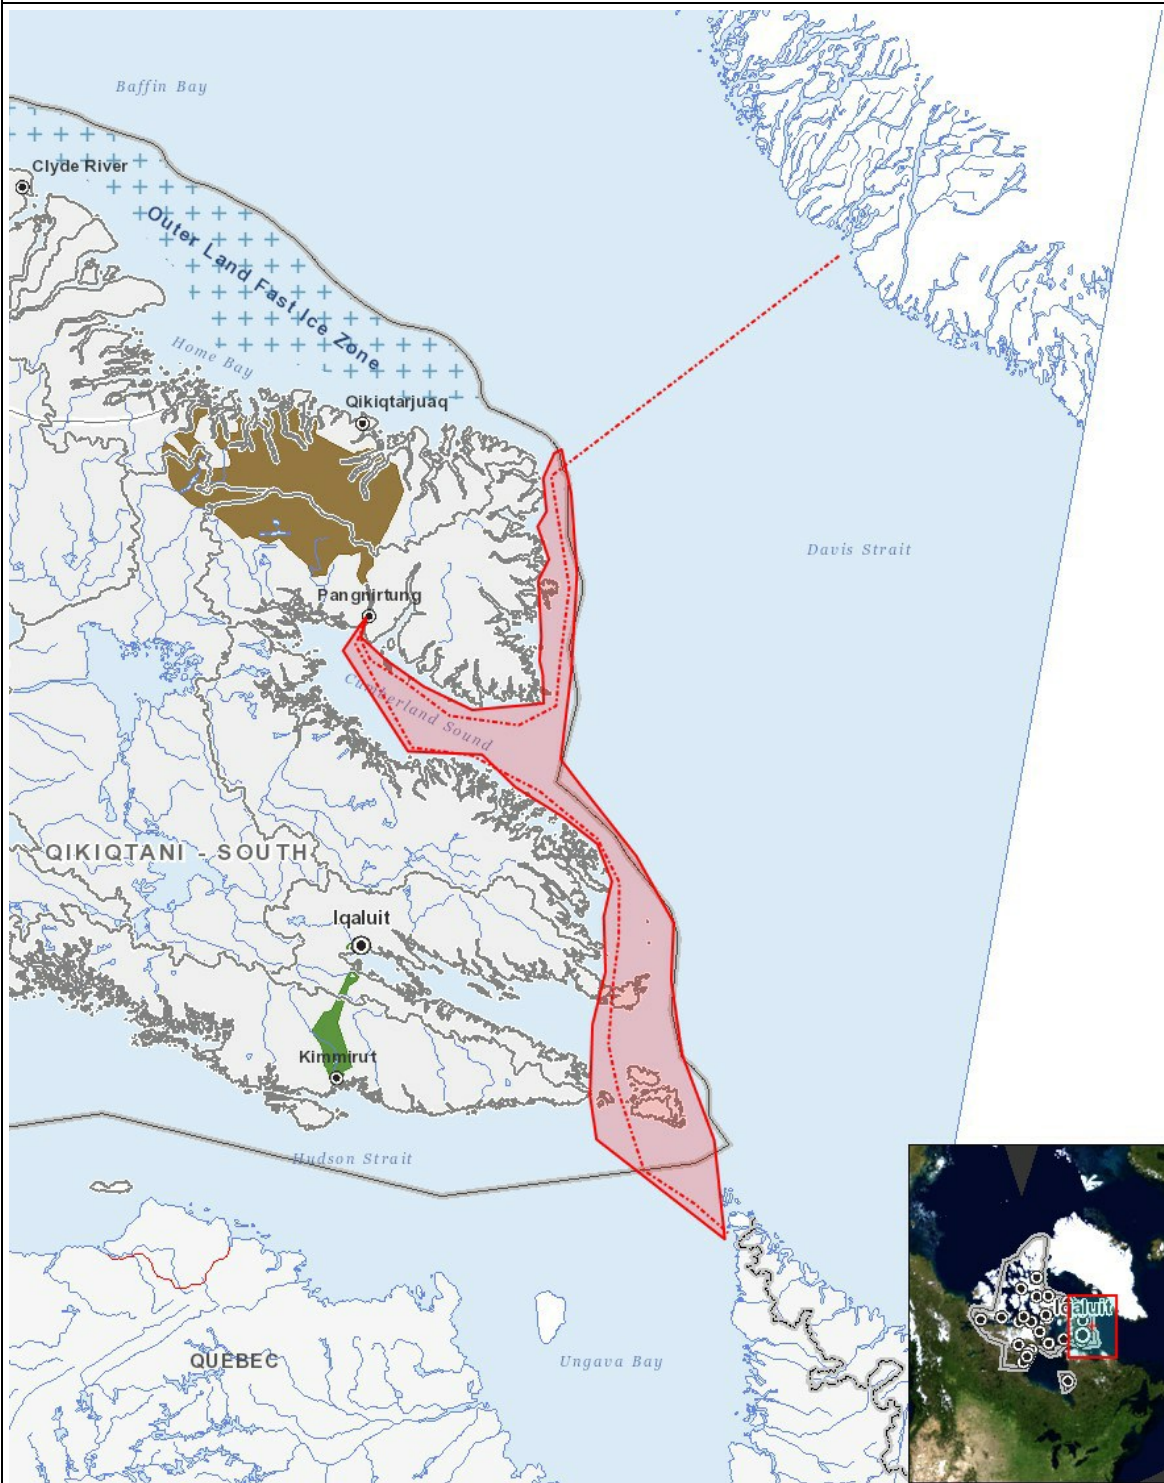 Baffin Bay
Clyde River
Outer Land Fast Ice Zone
Home Bay
Qikiqtarjuaq
Davis Strait
Pangnirtung
Cumberland Sound
QIKIQTANI - SOUTH
Iqaluit
Kimmirut
Hudson Strait
Iqaluit
QUEBEC
Ungava Bay